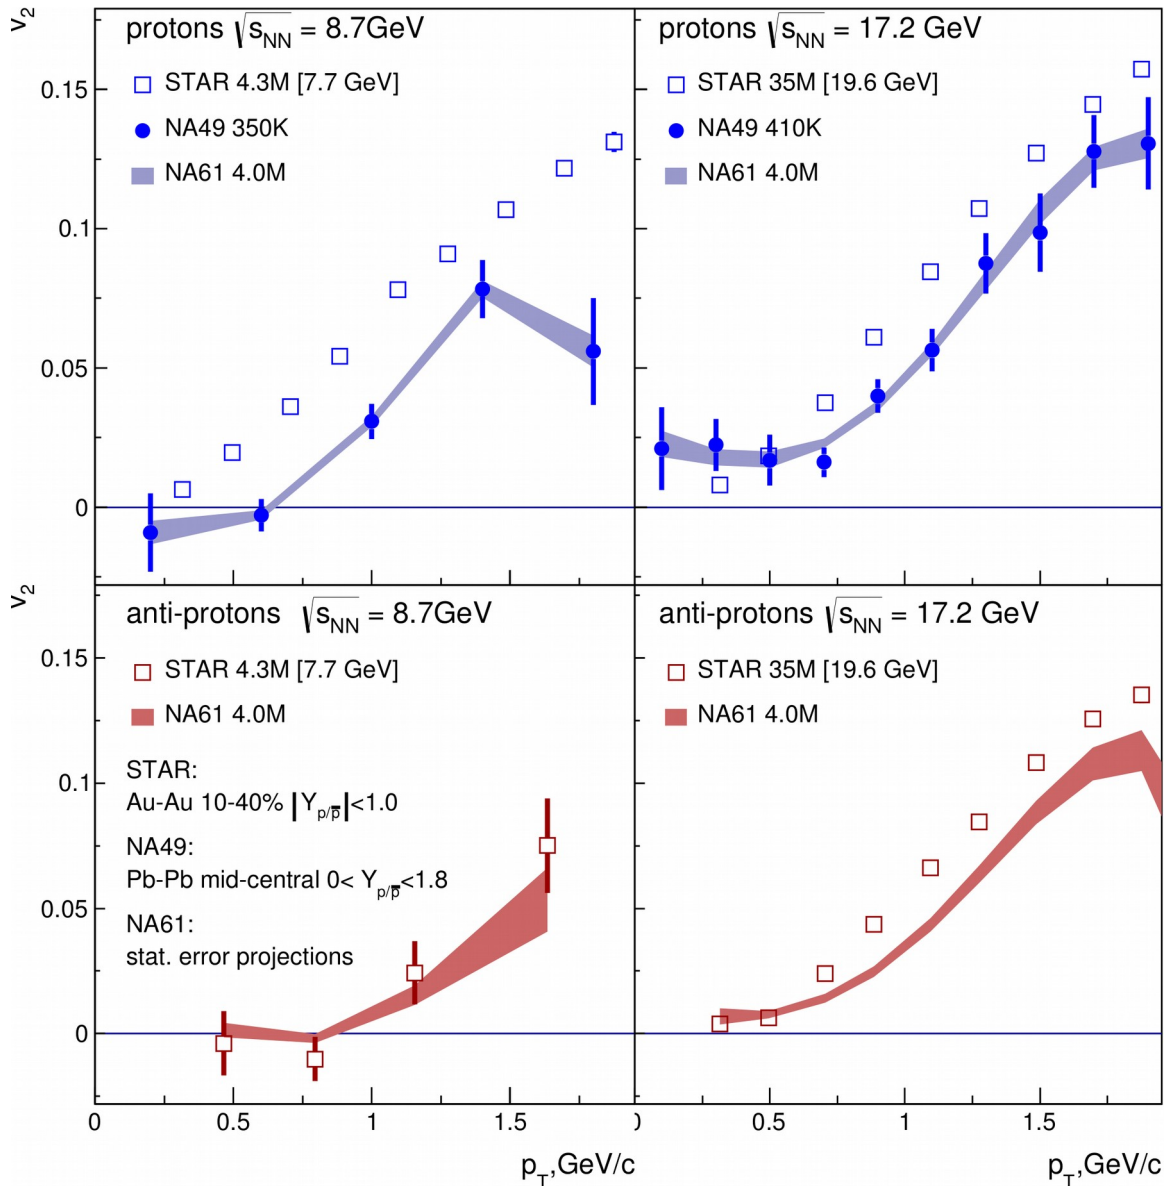 v2
protons √sNN = 8.7GeV
STAR 4.3M [7.7 GeV]
NA49 350K
NA61 4.0M
0.15
0.1
0.05
0
protons √sNN = 17.2 GeV
STAR 35M [19.6 GeV]
NA49 410K
NA61 4.0M
v2
anti-protons √sNN = 8.7GeV
STAR 4.3M [7.7 GeV]
NA61 4.0M
STAR:
Au-Au 10-40% |Yp/p̅|<1.0
NA49:
Pb-Pb mid-central 0< Yp/p̅<1.8
NA61:
stat. error projections
0.15
0.1
0.05
0
0 0.5 1 1.5
pT,GeV/c
anti-protons √sNN = 17.2 GeV
STAR 35M [19.6 GeV]
NA61 4.0M
0 0.5 1 1.5
pT,GeV/c